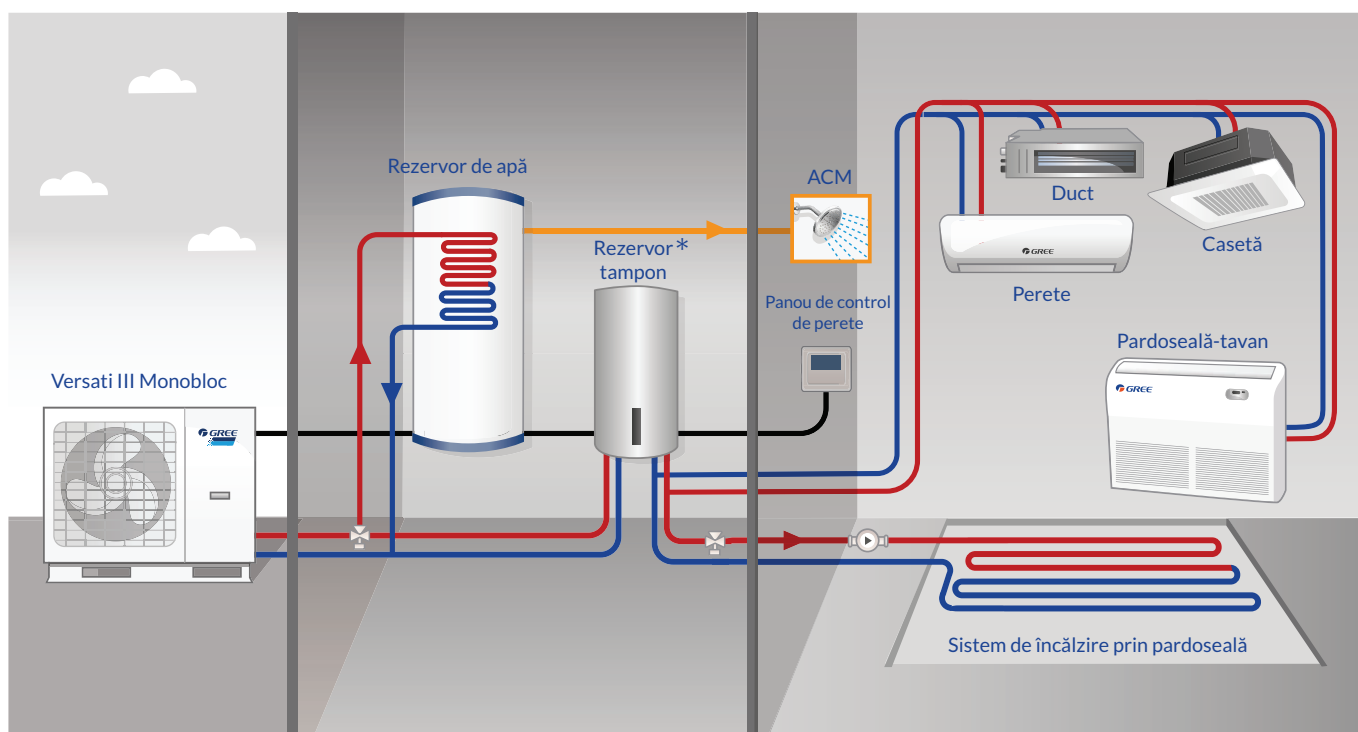 Rezervor de apă
ACM
Duct
Casetă
Rezervor*
tampon
GREE
Perete
Panou de control
de perete
Pardoseală-tavan
Versati III Monobloc
GREE
GREE
Sistem de încălzire prin pardoseală